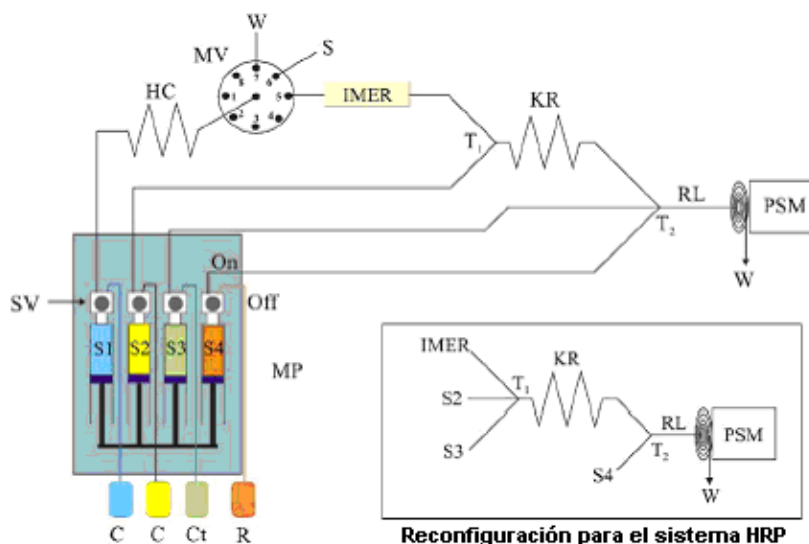 W
MV
S
HC
8 7 6
1 5
2 3 4
IMER
KR
T1
RL
PSM
T2
W
On
SV
Off
S1 S2 S3 S4
MP
C C Ct R
IMER
KR
T1
S2
RL
PSM
S3
T2
S4
W
Reconfiguración para el sistema HRP